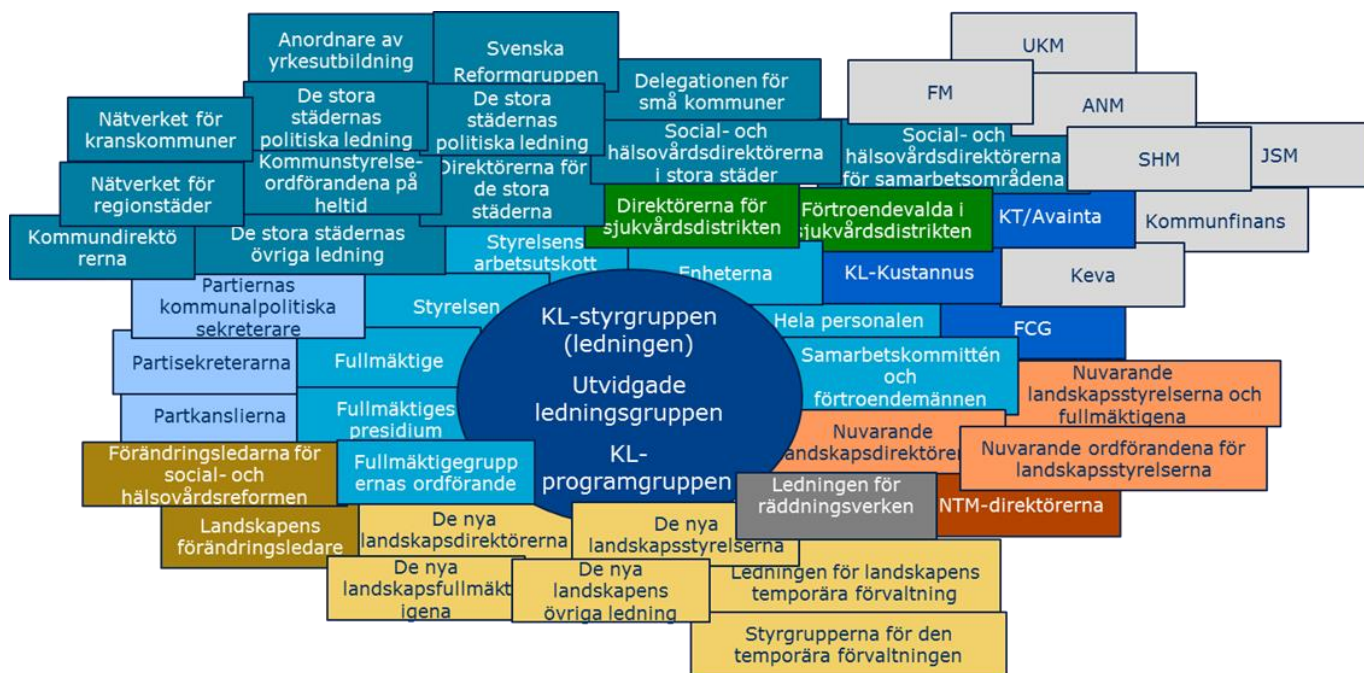 Anordnare av
yrkesutbildning
Svenska
Reformgruppen
Delegationen för
små kommuner
UKM
FM
ANM
SHM
JSM
Nätverket för
kranskommuner
De stora
städernas
politiska ledning
De stora
städernas
politiska ledning
Social- och
hälsovårdsdirektörerna
i stora städer
Social- och
hälsovårdsdirektörerna
för samarbetsområdena
Nätverket för
regionstäder
Kommunstyrelse-
ordförandena på
heltid
Direktörerna för
de stora
städerna
Direktörerna för
sjukvårdsdistrikten
Förtroendevalda i
sjukvårdsdistrikten
KT/Avainta
Kommunfinans
Kommundirektö
rerna
De stora städernas
övriga ledning
Styrelsens
arbetsutskott
Enheterna
KL-Kustannus
Keva
Partiernas
kommunalpolitiska
sekreterare
Styrelsen
KL-styrgruppen
(ledningen)
Utvidgade
ledningsgruppen
KL-
programgruppen
Hela personalen
FCG
Partisekreterarna
Fullmäktige
Samarbetskommittén
och
förtroendemännen
Nuvarande
landskapsstyrelserna och
fullmäktigena
Partkanslierna
Fullmäktiges
presidium
Nuvarande
landskapsdirektörer
Nuvarande ordförandena för
landskapsstyrelserna
Förändringsledarna för
social- och
hälsovårdsreformen
Fullmäktigegrupp
ernas ordförande
Ledningen för
räddningsverken
NTM-direktörerna
Landskapens
förändringsledare
De nya
landskapsdirektörerna
De nya
landskapsstyrelserna
De nya
landskapsfullmäkt
igena
De nya
landskapens
övriga ledning
Ledningen för landskapens
temporära förvaltning
Styrgrupperna för den
temporära förvaltningen